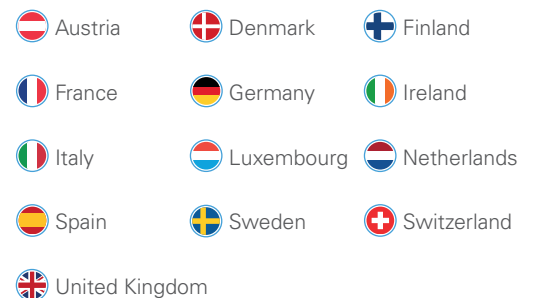 Austria Denmark Finland
France Germany Ireland
Italy Luxembourg Netherlands
Spain Sweden Switzerland
United Kingdom